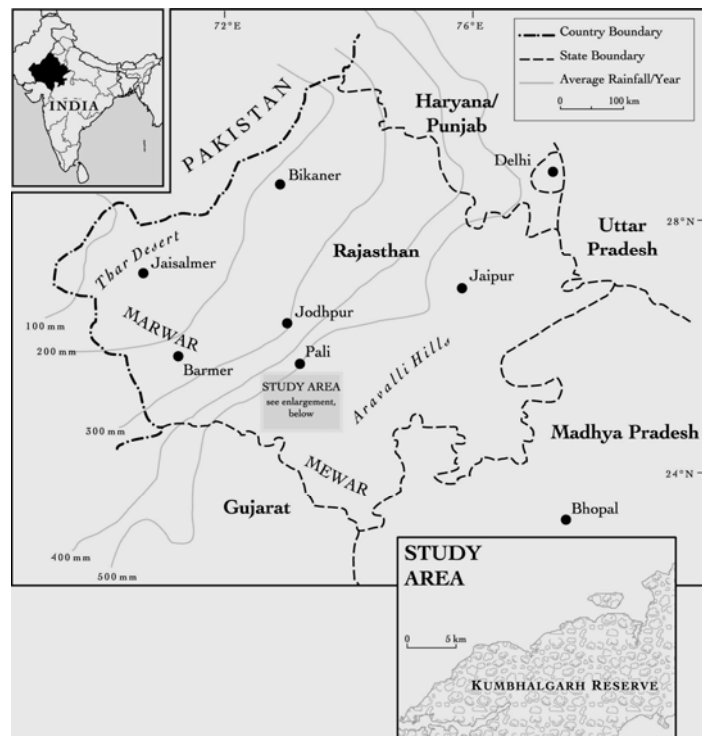 72°E
76°E
Country Boundary
State Boundary
Average Rainfall/Year
0 100 km
INDIA
PAKISTAN
Haryana/
Punjab
Delhi
Bikaner
28°N
Uttar
Pradesh
Thar Desert
Rajasthan
Jaisalmer
Jaipur
100 mm
MARWAR
Jodhpur
200 mm
Barmer
Pali
STUDY AREA
see enlargement,
below
Aravalli Hills
300 mm
Madhya Pradesh
MEWAR
24°N
Gujarat
Bhopal
400 mm
500 mm
STUDY
AREA
0 5 km
KUMBHALGARH RESERVE